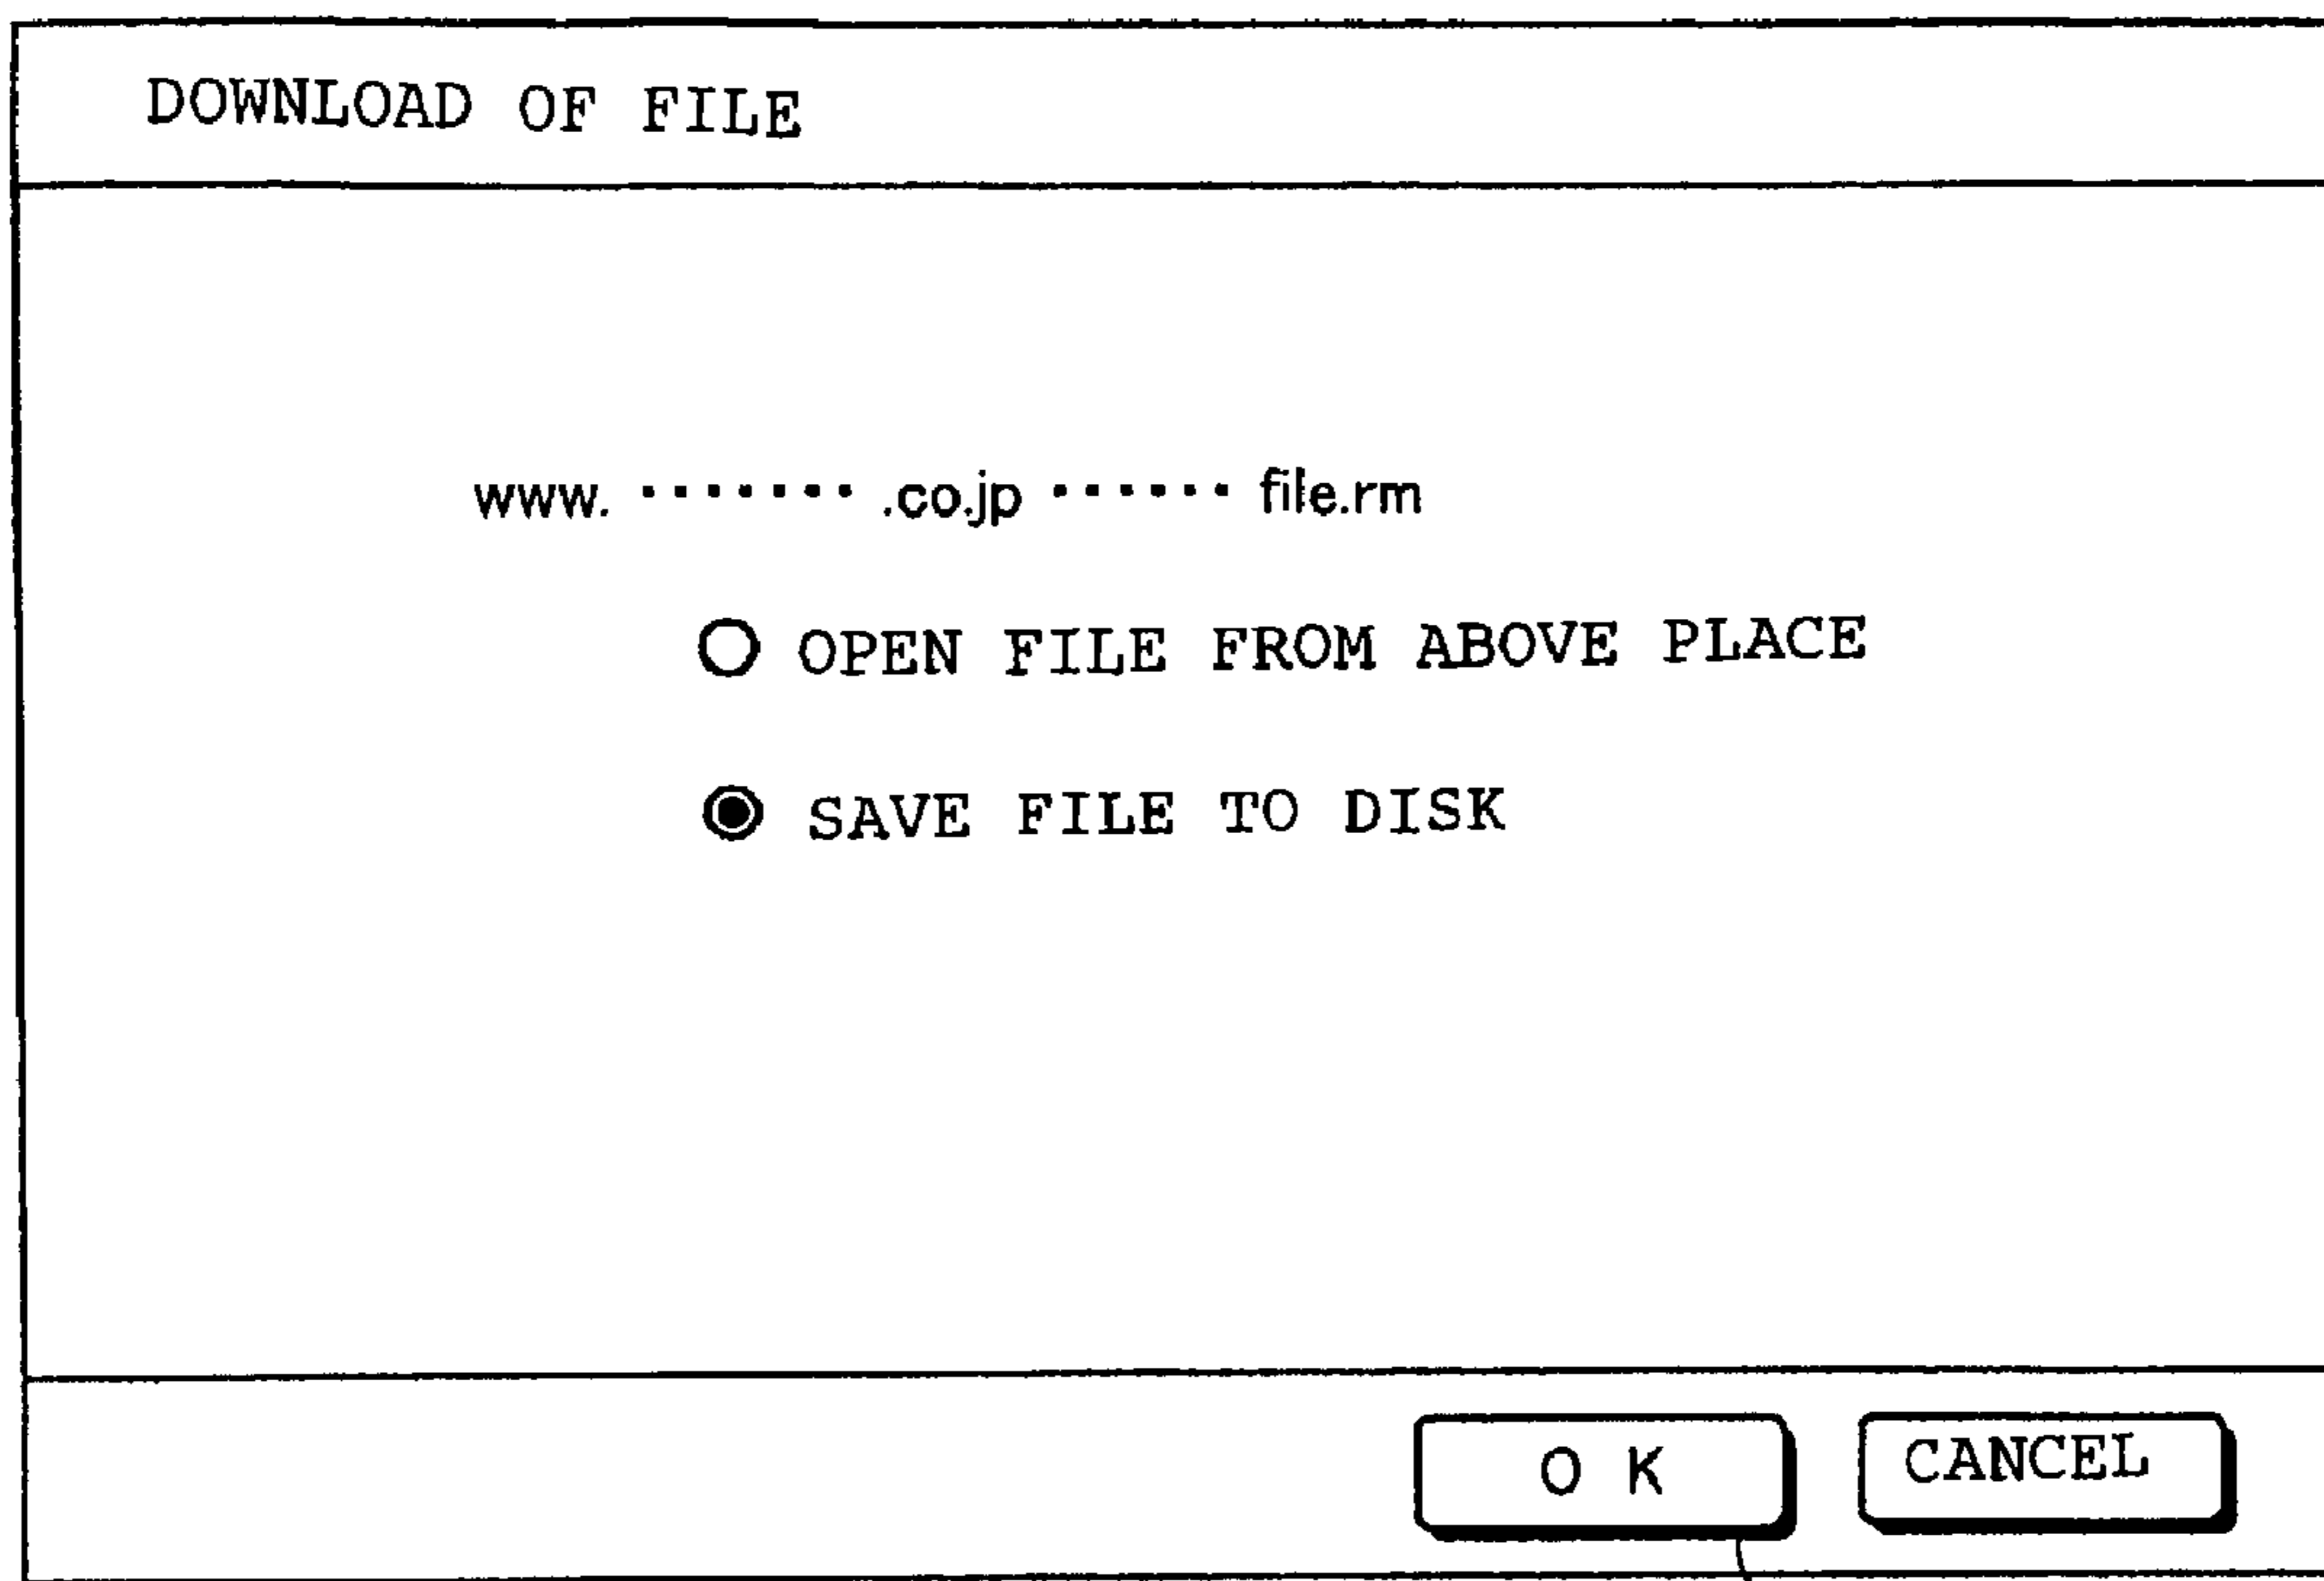 DOWNLOAD OF FILE
www. ······· .co.jp ······ file.rm
OPEN FILE FROM ABOVE PLACE
SAVE FILE TO DISK
O K CANCEL